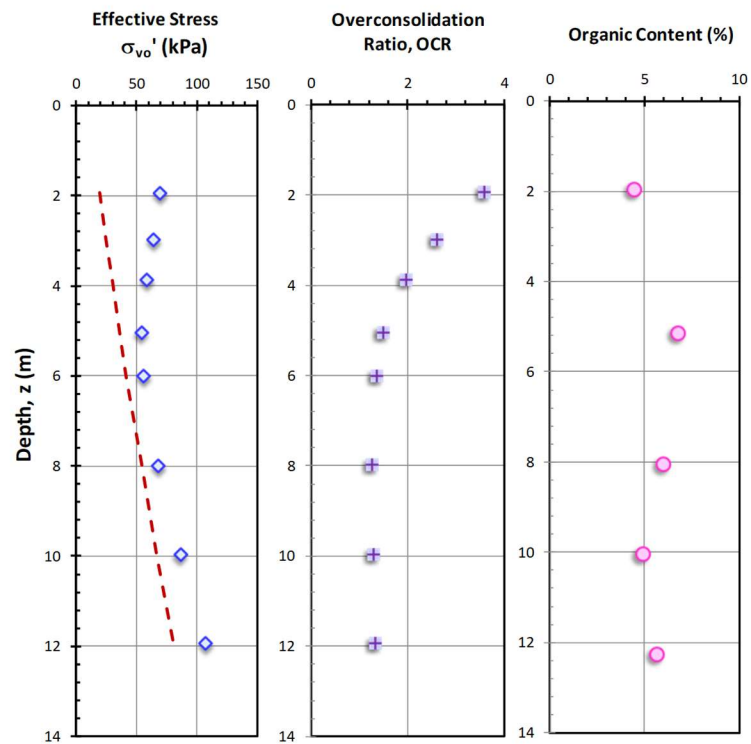 Effective Stress
σvo' (kPa)
0 50 100 150
0
2
4
6
8
10
12
14
Depth, z (m)
Overconsolidation
Ratio, OCR
0 2 4
0
2
4
6
8
10
12
14
Organic Content (%)
0 5 10
0
2
4
6
8
10
12
14